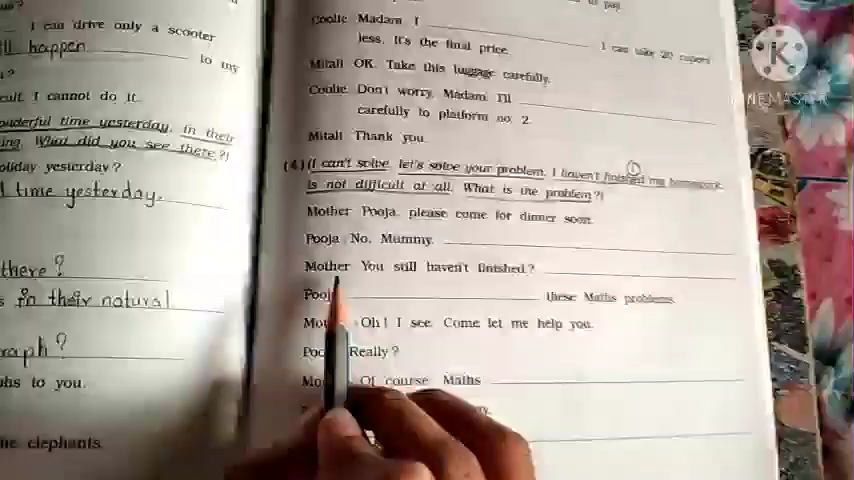 I can drive only a scooter
ll happen to my
cult. I cannot do it.
onderful time yesterday, in their
ing, What did you see there?)
oliday yesterday?
l time yesterday.
there ?
s in their natural
raph ?
ohs to you.
he elephants.
to pay.
Coolie Madam I
less. It's the final price. I can take 20 rupees
Mitali OK. Take this luggage carefully.
Coolie Don't worry, Madam. I'll
carefully to platform no. 2.
Mitali Thank you.
(4) (I can't solve, let's solve your problem, I haven't finished my homework,
1
is not difficult at all, What is the problem?)
Mother Pooja, please come for dinner soon.
Pooja No, Mummy.
Mother You still haven't finished?
Pooja these Maths problems.
Oh! I see. Come let me help you.
Really?
Of course Maths
KINEMASTER